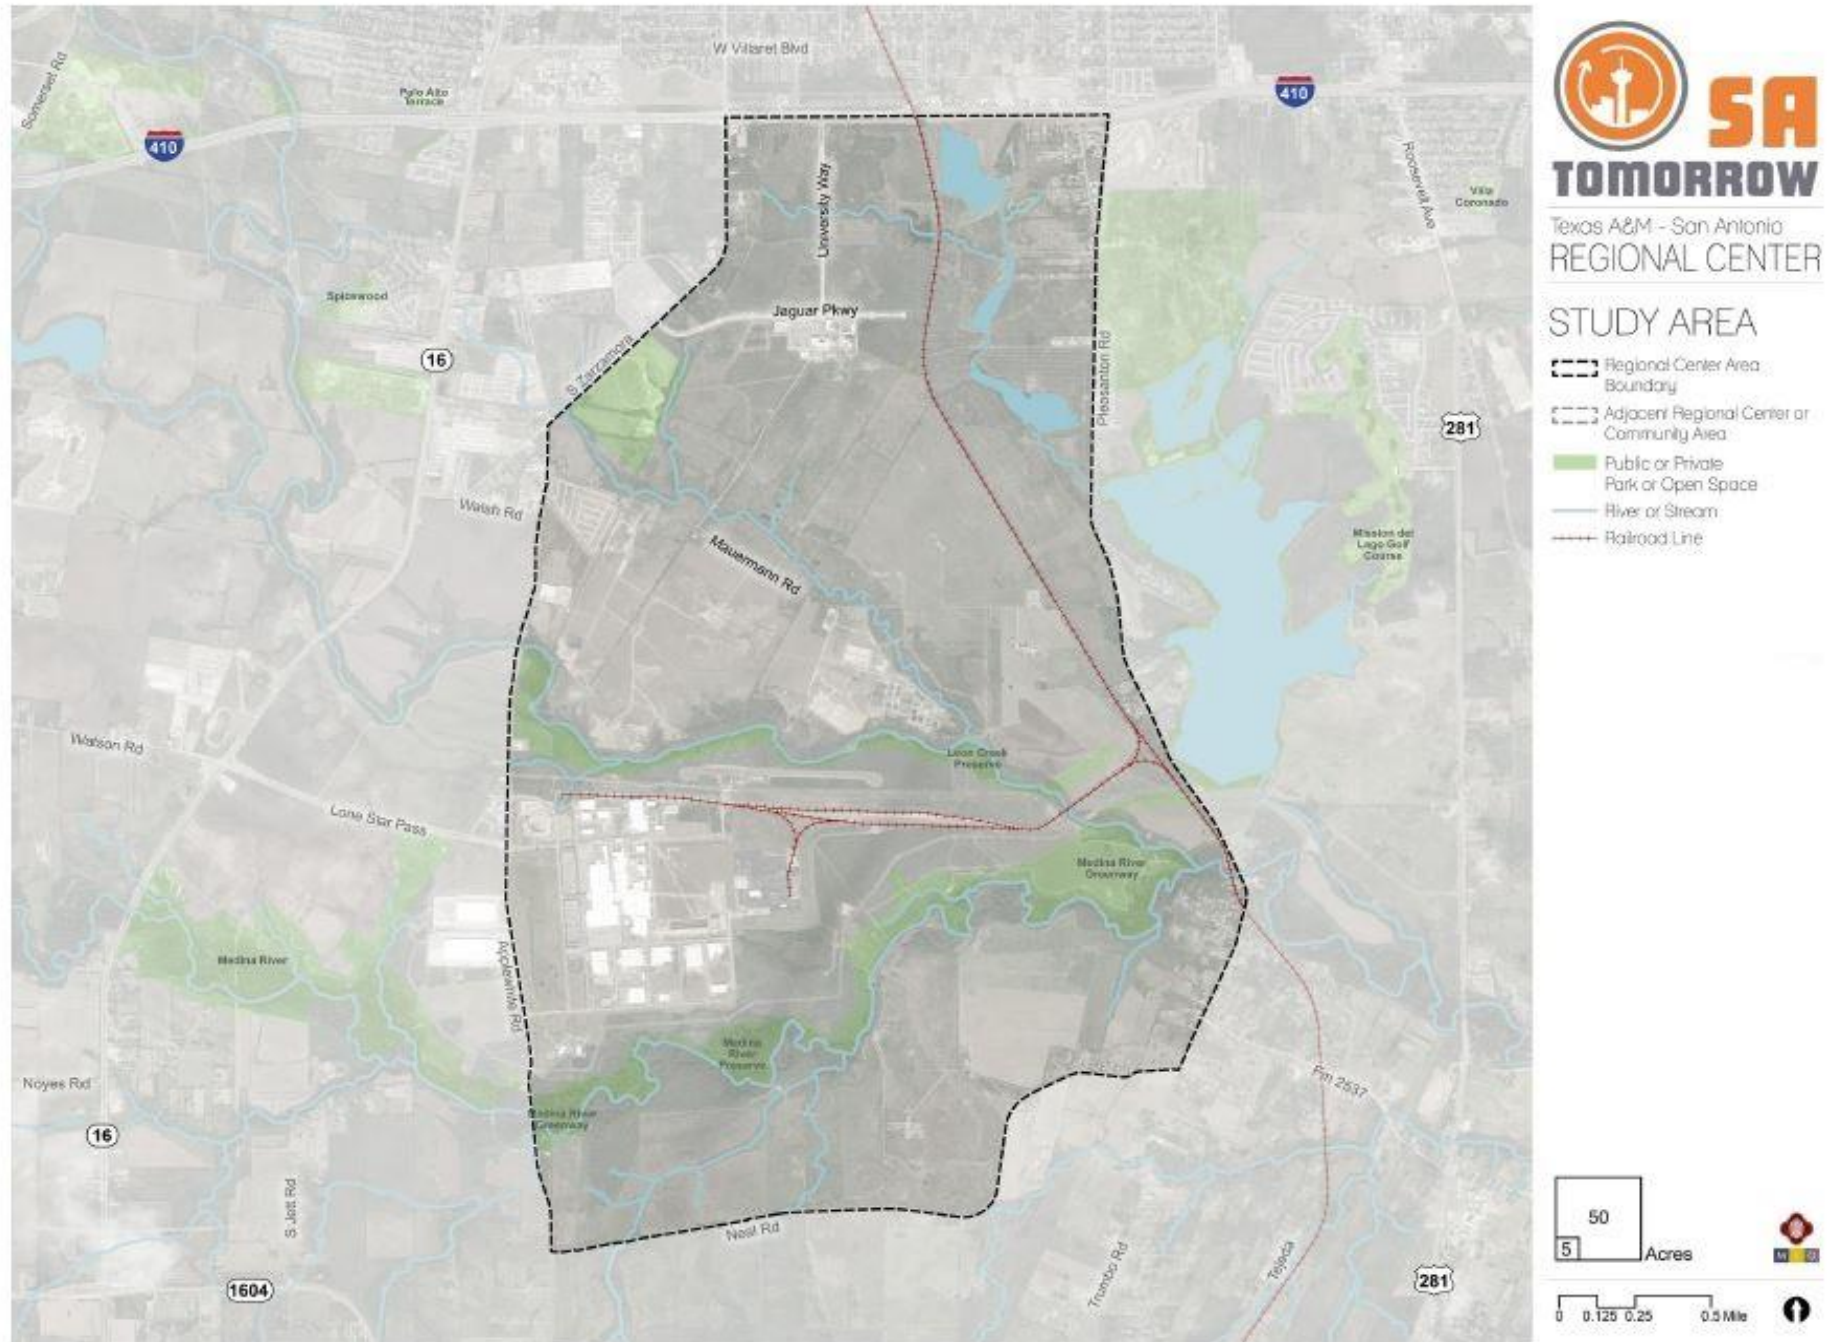 W Villaret Blvd
Somerset Rd
Palo Alto
Terrace
410
410
Roosevelt Ave
Villa
Coronado
University Way
Spicewood
Jaguar Pkwy
16
S Zarzamora
Pleasanton Rd
281
Walsh Rd
Mauermann Rd
Mission del
Lago Golf
Course
Watson Rd
Leon Creek
Preserve
Lone Star Pass
Medina River
Greenway
Medina River
Applewhite Rd
Medina
River
Preserve
Noyes Rd
Fm 2537
Medina River
Greenway
16
S Jett Rd
Neal Rd
Trumbo Rd
Tejeda
1604
281
SA
TOMORROW
Texas A&M - San Antonio
REGIONAL CENTER
STUDY AREA
Regional Center Area
Boundary
Adjacent Regional Center or
Community Area
Public or Private
Park or Open Space
River or Stream
Railroad Line
50
5
Acres
0 0.125 0.25 0.5 Mile